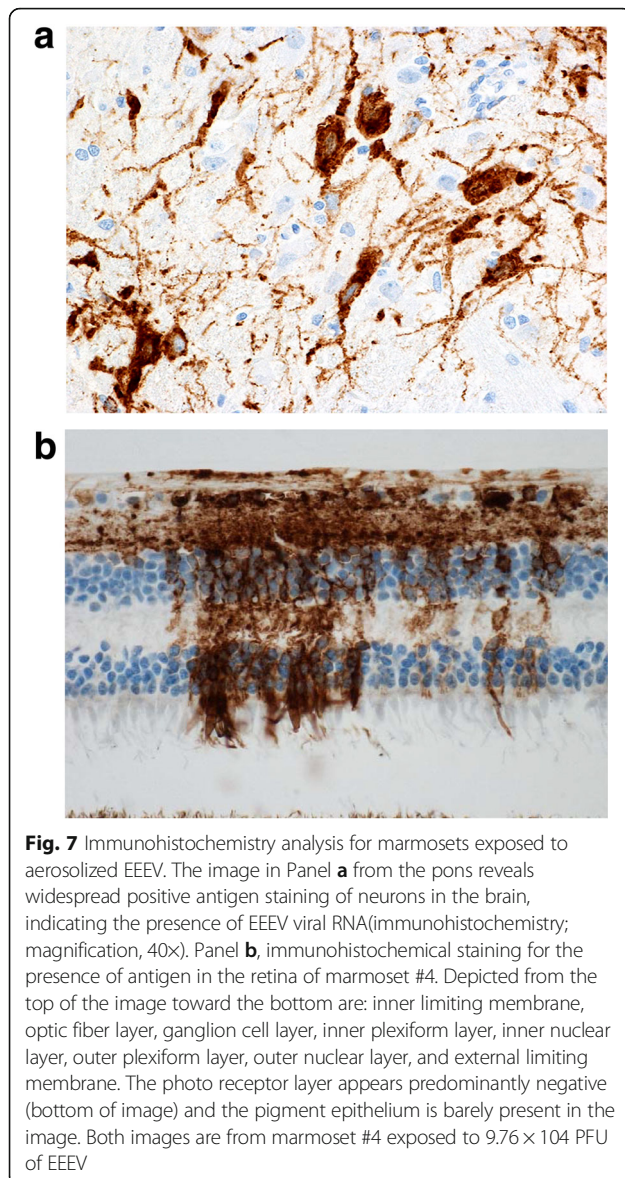 a
b
Fig. 7 Immunohistochemistry analysis for marmosets exposed to
aerosolized EEEV. The image in Panel a from the pons reveals
widespread positive antigen staining of neurons in the brain,
indicating the presence of EEEV viral RNA(immunohistochemistry;
magnification, 40×). Panel b, immunohistochemical staining for the
presence of antigen in the retina of marmoset #4. Depicted from the
top of the image toward the bottom are: inner limiting membrane,
optic fiber layer, ganglion cell layer, inner plexiform layer, inner nuclear
layer, outer plexiform layer, outer nuclear layer, and external limiting
membrane. The photo receptor layer appears predominantly negative
(bottom of image) and the pigment epithelium is barely present in the
image. Both images are from marmoset #4 exposed to 9.76 × 104 PFU
of EEEV